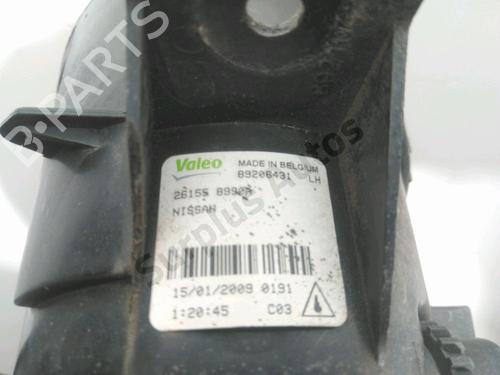 Valeo MADE IN BELGIUM
89206431 LH
26155 8990A
NISSAN
15/01/2009 0191
1:20:45 C03
B-PARTS
Surplus Autos